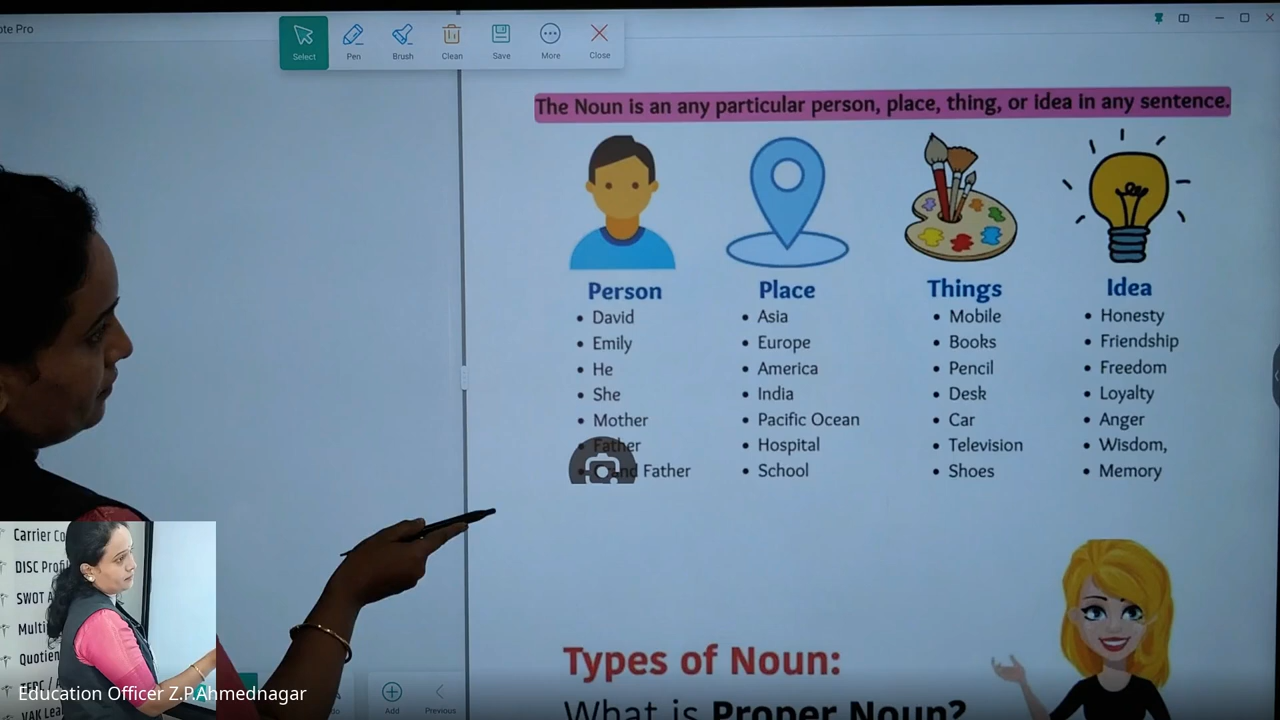 ote Pro
Select
Pen
Brush
Clean
Save
More
Close
The Noun is an any particular person, place, thing, or idea in any sentence.
Person
David
Emily
He
She
Mother
Father
Father
Place
Asia
Europe
America
India
Pacific Ocean
Hospital
School
Things
Mobile
Books
Pencil
Desk
Car
Television
Shoes
Idea
Honesty
Friendship
Freedom
Loyalty
Anger
Wisdom,
Memory
Types of Noun:
What is Proper Noun?
Carrier Co
DISC Profi
SWOT A
Multi
Quotien
VAK Lea
Education Officer Z.P.Ahmednagar
Add
Previous